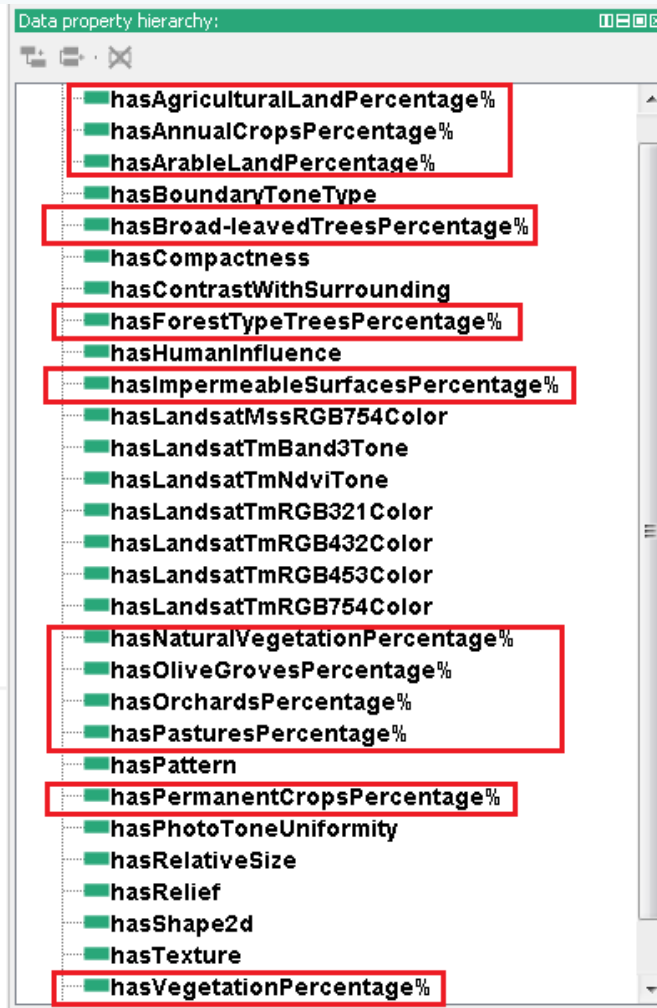 Data property hierarchy:
hasAgriculturalLandPercentage%
hasAnnualCropsPercentage%
hasArableLandPercentage%
hasBoundaryToneType
hasBroad-leavedTreesPercentage%
hasCompactness
hasContrastWithSurrounding
hasForestTypeTreesPercentage%
hasHumanInfluence
hasImpermeableSurfacesPercentage%
hasLandsatMssRGB754Color
hasLandsatTmBand3Tone
hasLandsatTmNdviTone
hasLandsatTmRGB321Color
hasLandsatTmRGB432Color
hasLandsatTmRGB453Color
hasLandsatTmRGB754Color
hasNaturalVegetationPercentage%
hasOliveGrovesPercentage%
hasOrchardsPercentage%
hasPasturesPercentage%
hasPattern
hasPermanentCropsPercentage%
hasPhotoToneUniformity
hasRelativeSize
hasRelief
hasShape2d
hasTexture
hasVegetationPercentage%